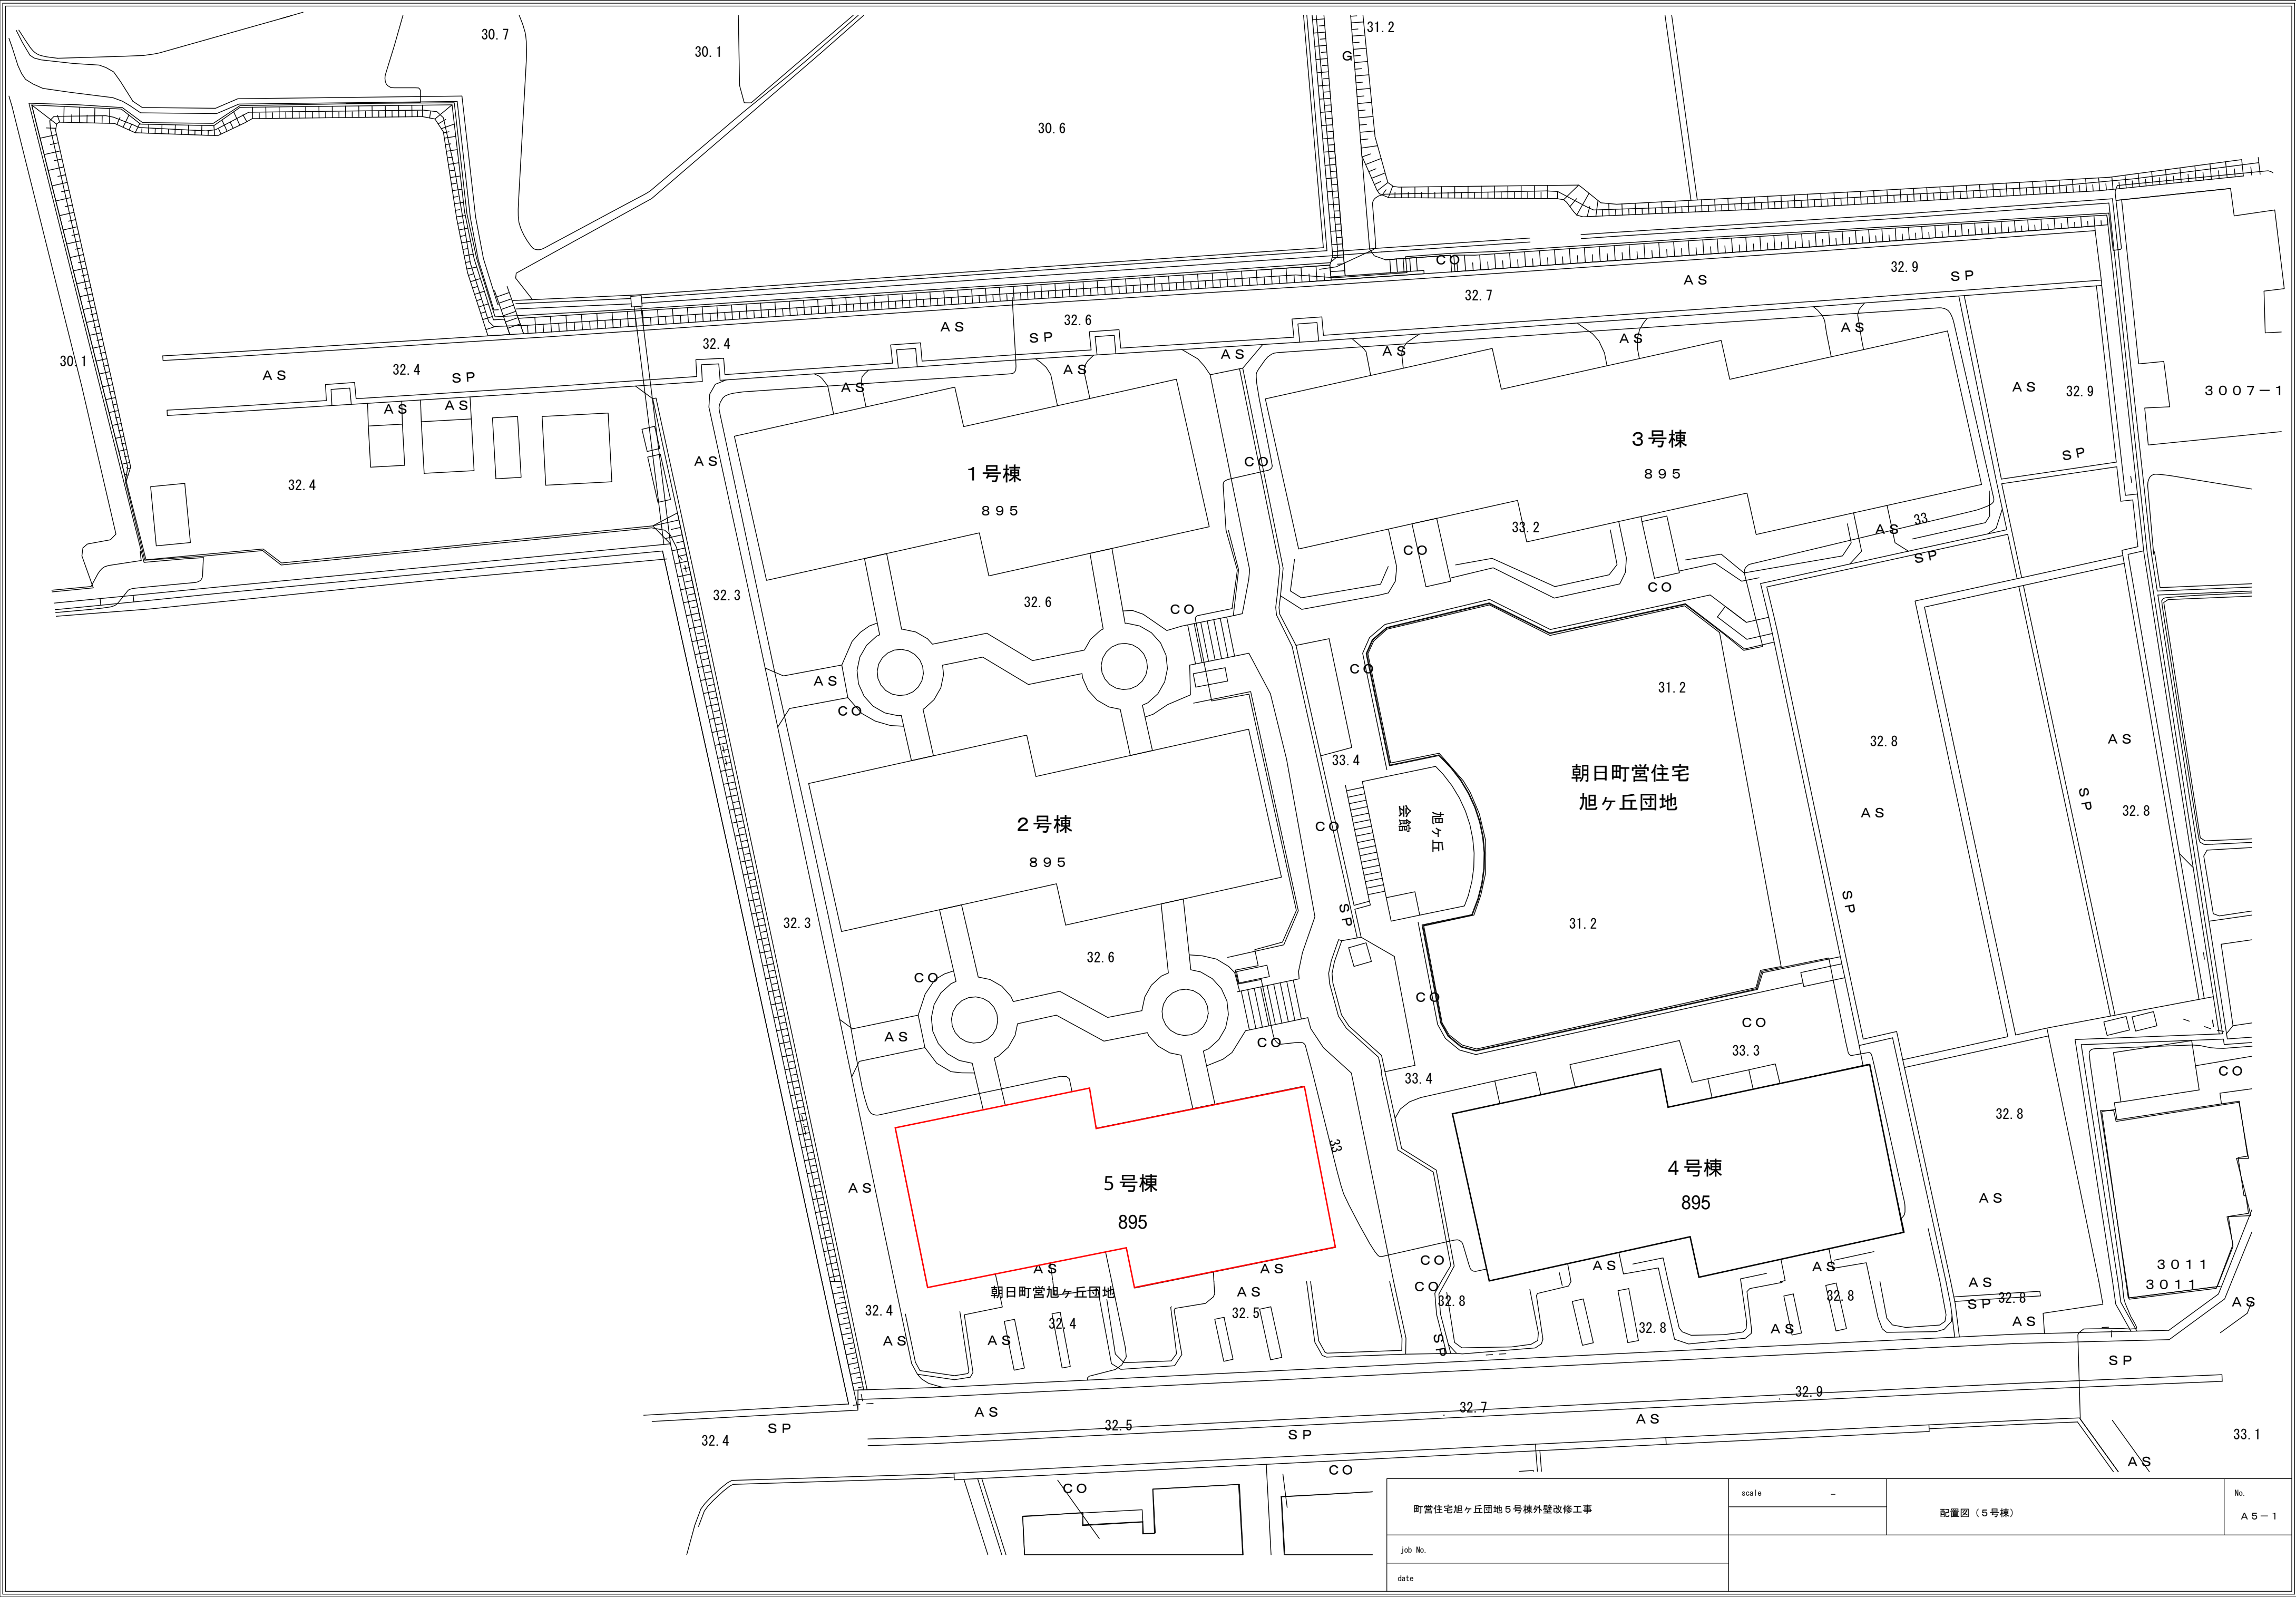 30.7
30.1
31.2
G
30.6
CO
AS
32.9
SP
32.7
32.6
AS
SP
32.4
AS
AS
AS
AS
30.1
32.4
AS
SP
AS
AS
AS
AS
AS
32.9
3007-1
AS
AS
32.4
1号棟
895
CO
3号棟
895
SP
33.2
AS
33
CO
SP
CO
32.3
32.6
CO
AS
CO
CO
31.2
33.4
32.8
AS
朝日町営住宅
旭ヶ丘団地
2号棟
895
CO
会館
旭ヶ丘
AS
SP
32.8
32.3
SP
31.2
SP
32.6
CO
CO
AS
CO
CO
33.3
33.4
CO
32.8
33
5号棟
895
4号棟
895
AS
AS
CO
AS
AS
AS
AS
3011
朝日町営旭ヶ丘団地
AS
CO
32.8
32.8
AS
SP
32.8
3011
AS
32.4
32.4
32.5
32.8
AS
AS
AS
AS
SP
SP
32.9
32.7
AS
32.5
AS
SP
SP
32.4
33.1
AS
CO
CO
町営住宅旭ヶ丘団地5号棟外壁改修工事
scale
－
配置図（5号棟）
No.
A5-1
job No.
date